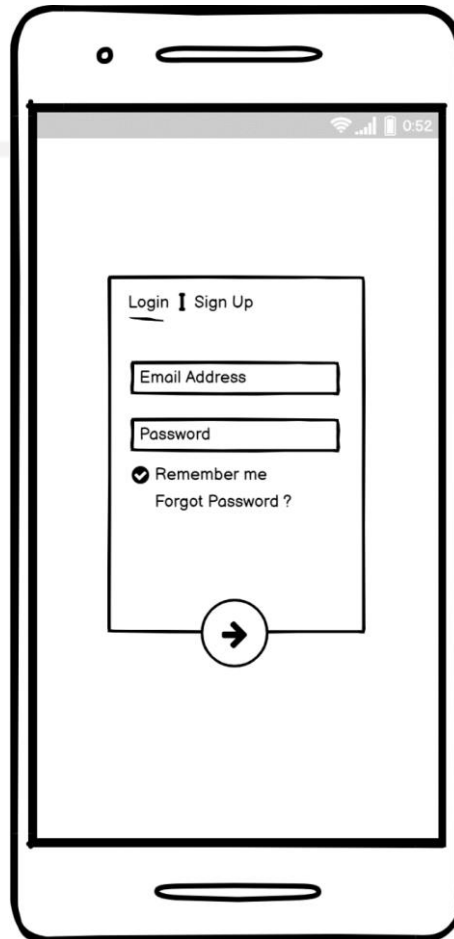 0:52
Login Sign Up
Email Address
Password
Remember me
Forgot Password ?